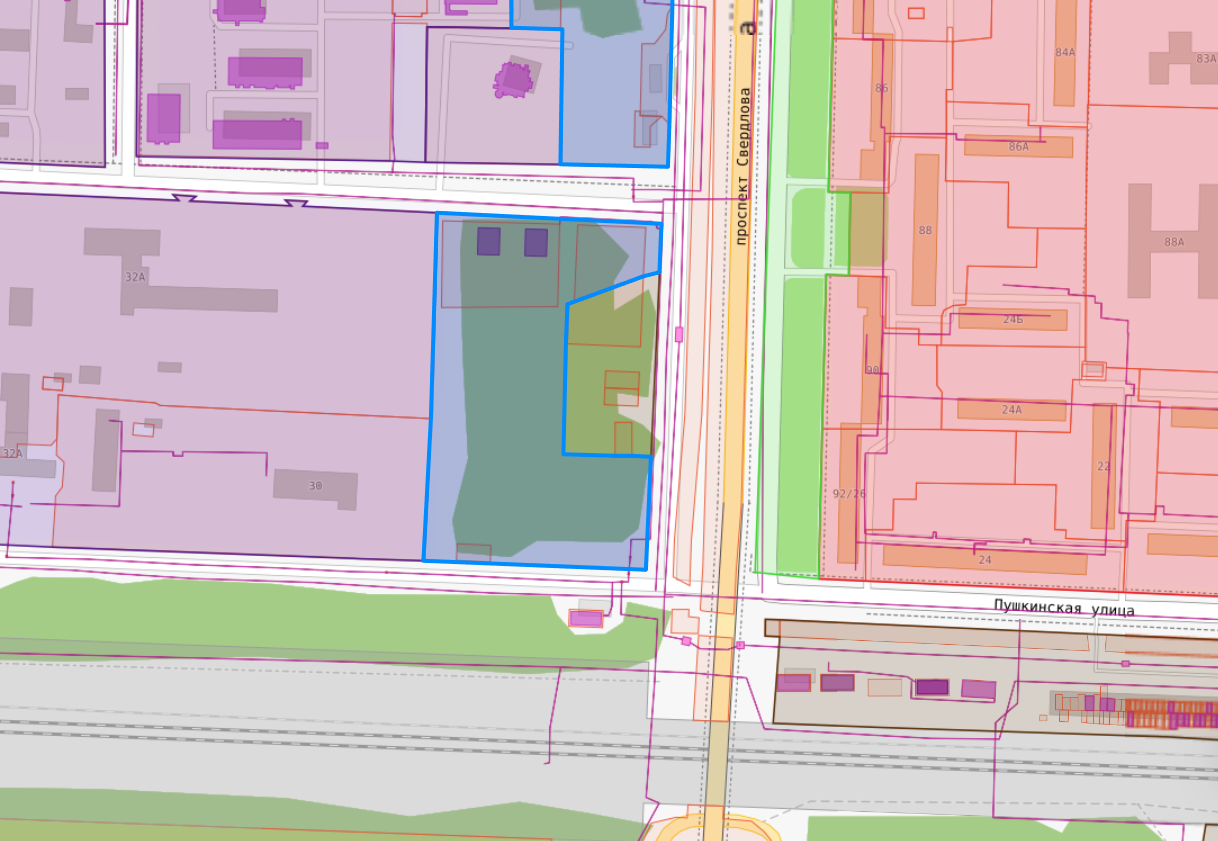 а
84А
83А
86
проспект Свердлова
86А
88
88А
32А
24Б
90
24А
32А
22
30
92/26
24
Пушкинская улица